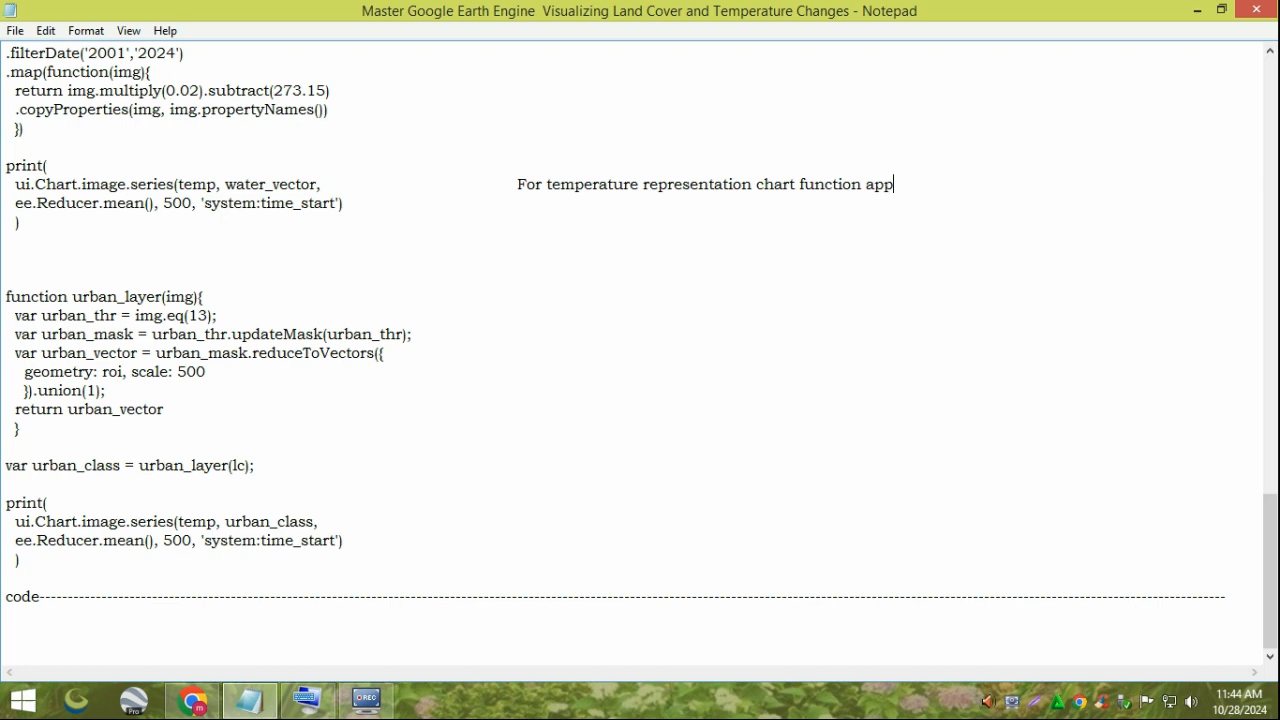 Master Google Earth Engine  Visualizing Land Cover and Temperature Changes - Notepad
File Edit Format View Help
.filterDate('2001','2024')
.map(function(img){
  return img.multiply(0.02).subtract(273.15)
  .copyProperties(img, img.propertyNames())
  })
print(
  ui.Chart.image.series(temp, water_vector, For temperature representation chart function app
  ee.Reducer.mean(), 500, 'system:time_start')
  )
function urban_layer(img){
  var urban_thr = img.eq(13);
  var urban_mask = urban_thr.updateMask(urban_thr);
  var urban_vector = urban_mask.reduceToVectors({
    geometry: roi, scale: 500
    }).union(1);
  return urban_vector
  }
var urban_class = urban_layer(lc);
print(
  ui.Chart.image.series(temp, urban_class,
  ee.Reducer.mean(), 500, 'system:time_start')
  )
code------------------------------------------------------------------------------------------------------------------------------------------------------------------------------------------------------------------
Pro
m
REC
11:44 AM
10/28/2024